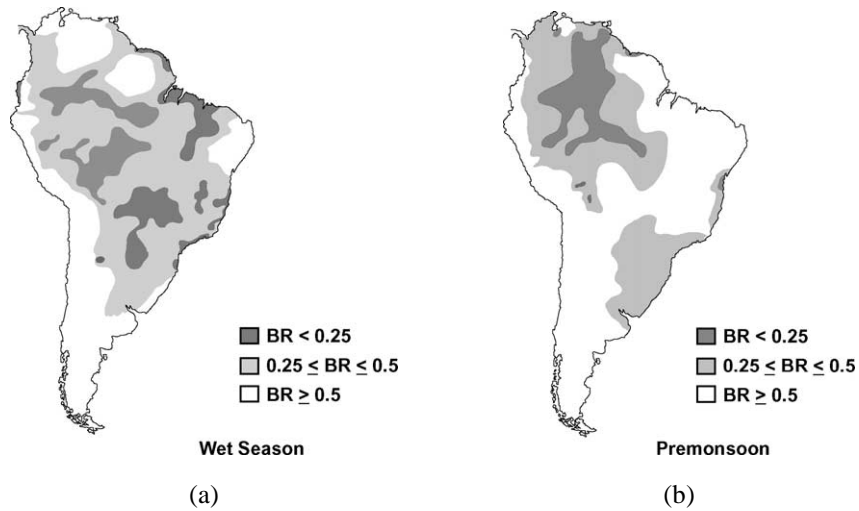 BR < 0.25
0.25 ≤ BR ≤ 0.5
BR ≥ 0.5
Wet Season
(a)
BR < 0.25
0.25 ≤ BR ≤ 0.5
BR ≥ 0.5
Premonsoon
(b)